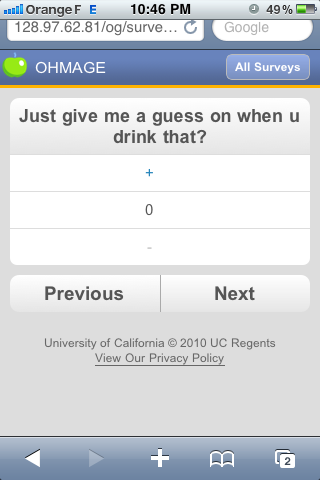 Orange F E 10:46 PM 49%
128.97.62.81/og/surve... Google
OHMAGE All Surveys
Just give me a guess on when u
drink that?
+
0
-
Previous Next
University of California © 2010 UC Regents
View Our Privacy Policy
2